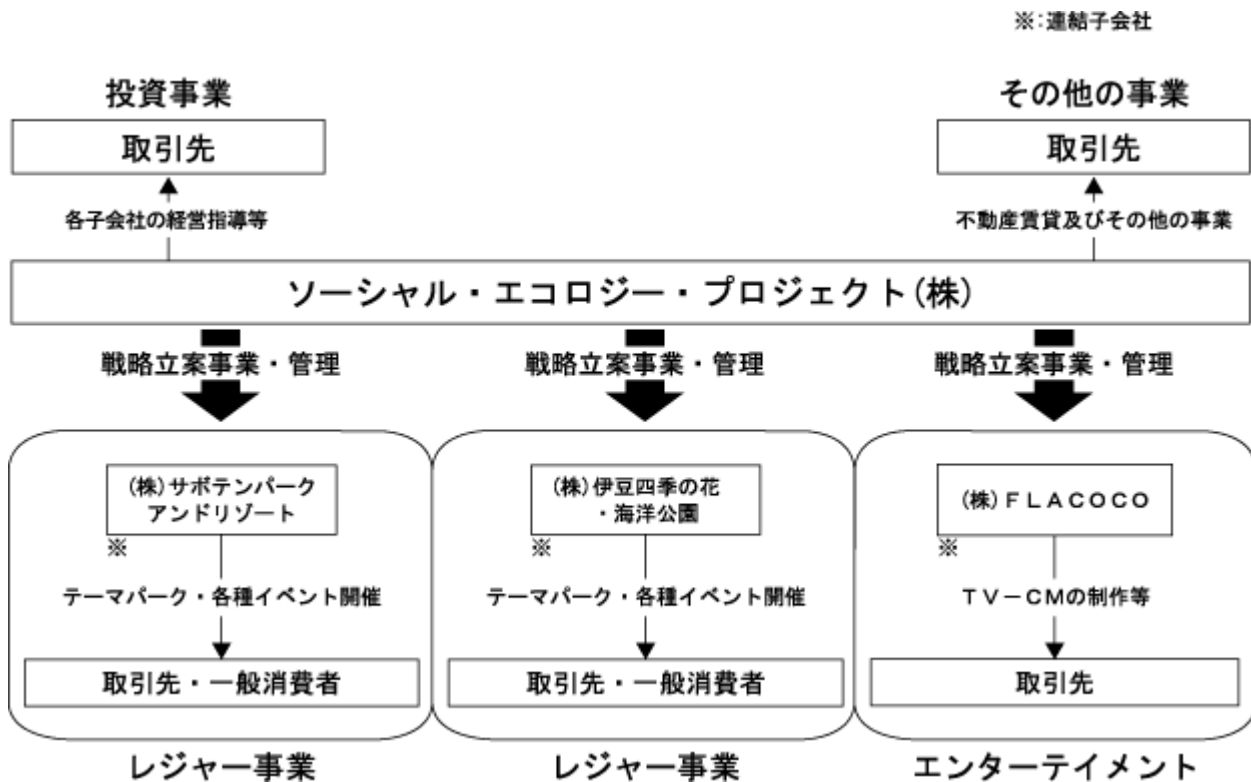 ※:連結子会社
投資事業
その他の事業
取引先
取引先
各子会社の経営指導等
不動産賃貸及びその他の事業
ソーシャル・エコロジー・プロジェクト(株)
戦略立案事業・管理
戦略立案事業・管理
戦略立案事業・管理
(株)サボテンパーク
アンドリゾート
※
テーマパーク・各種イベント開催
取引先・一般消費者
レジャー事業
(株)伊豆四季の花
・海洋公園
※
テーマパーク・各種イベント開催
取引先・一般消費者
レジャー事業
(株)ＦＬＡＣＯＣＯ
※
ＴＶ－ＣＭの制作等
取引先
エンターテイメント